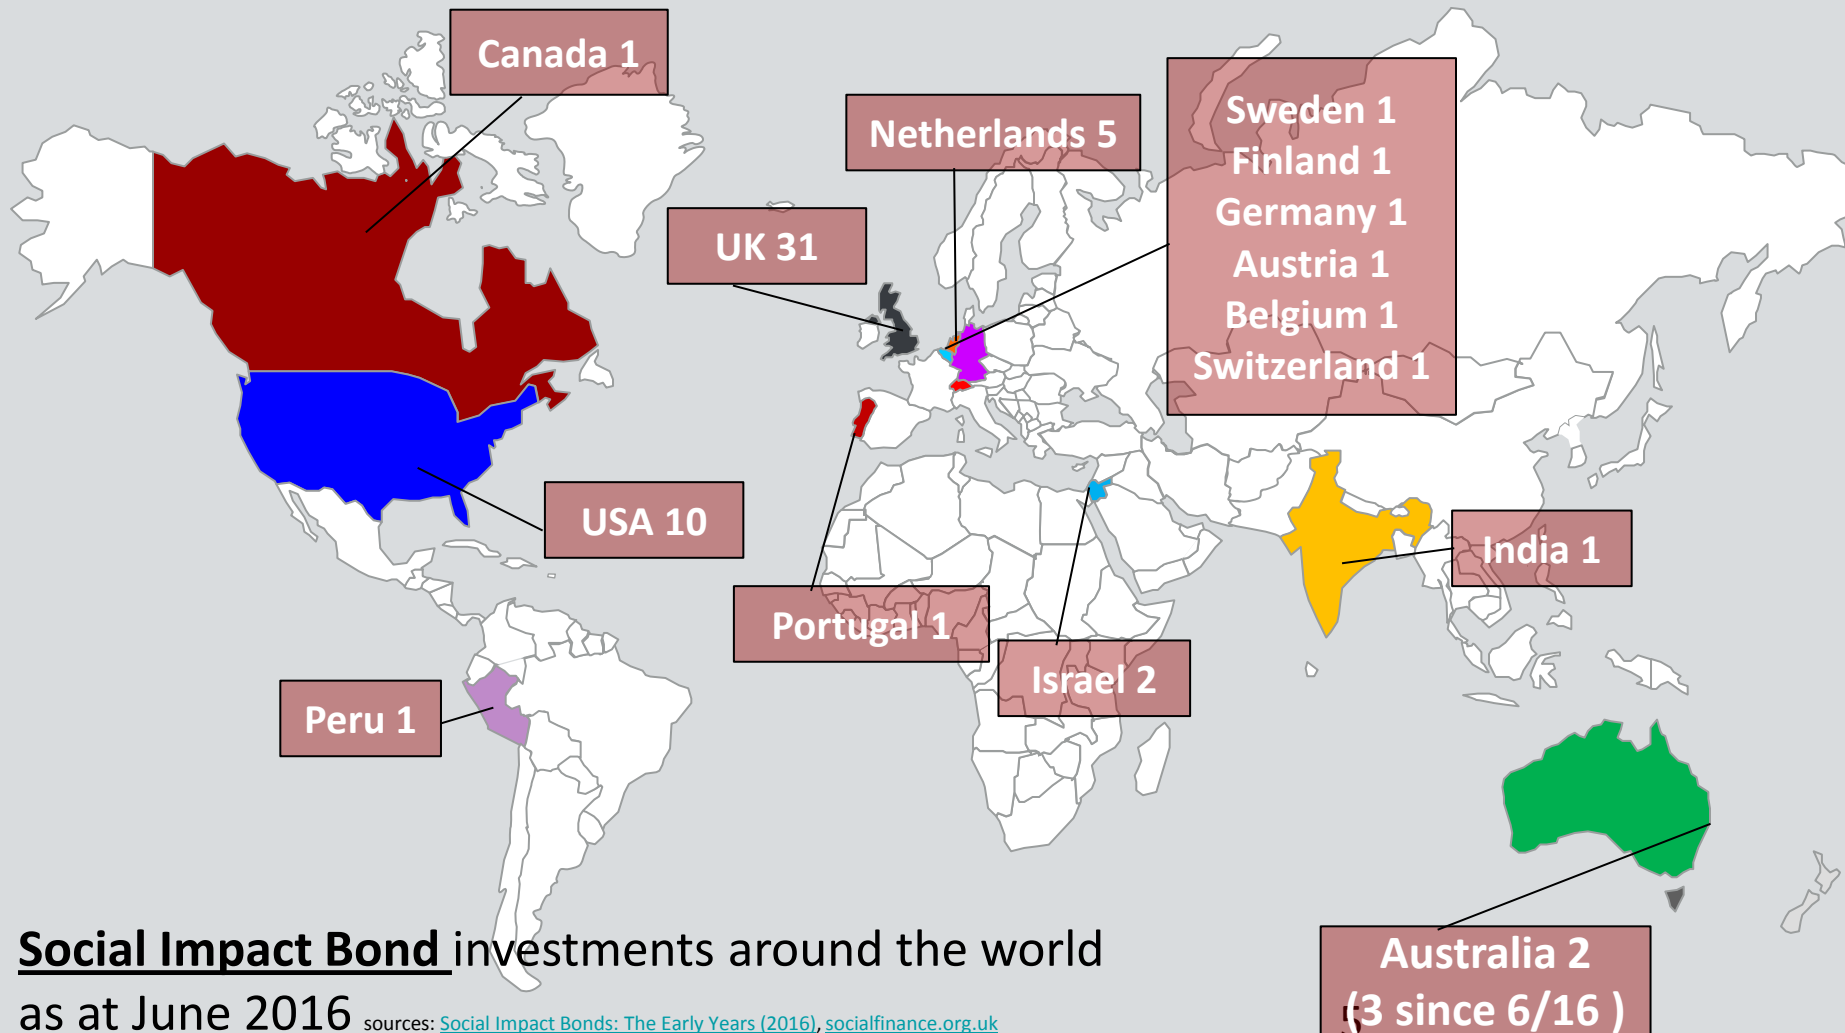 Canada 1
Netherlands 5
Sweden 1
Finland 1
Germany 1
Austria 1
Belgium 1
Switzerland 1
UK 31
USA 10
India 1
Portugal 1
Israel 2
Peru 1
Australia 2
(3 since 6/16 )
5
Social Impact Bond investments around the world
as at June 2016 sources: Social Impact Bonds: The Early Years (2016), socialfinance.org.uk